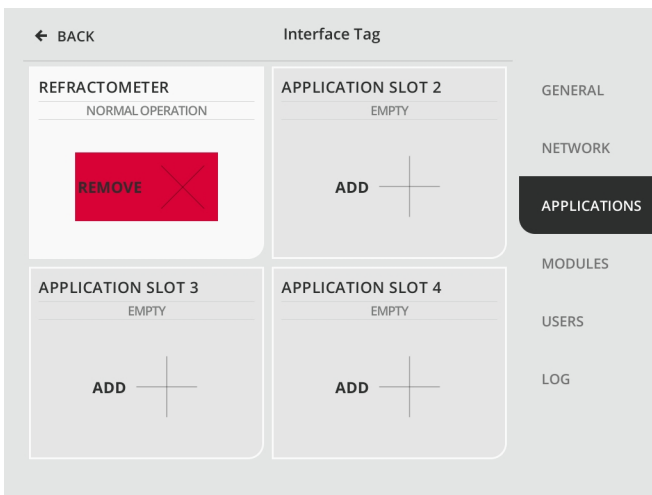 BACK
Interface Tag
REFRACTOMETER
NORMAL OPERATION
REMOVE
APPLICATION SLOT 2
EMPTY
ADD
APPLICATION SLOT 3
EMPTY
ADD
APPLICATION SLOT 4
EMPTY
ADD
GENERAL
NETWORK
APPLICATIONS
MODULES
USERS
LOG